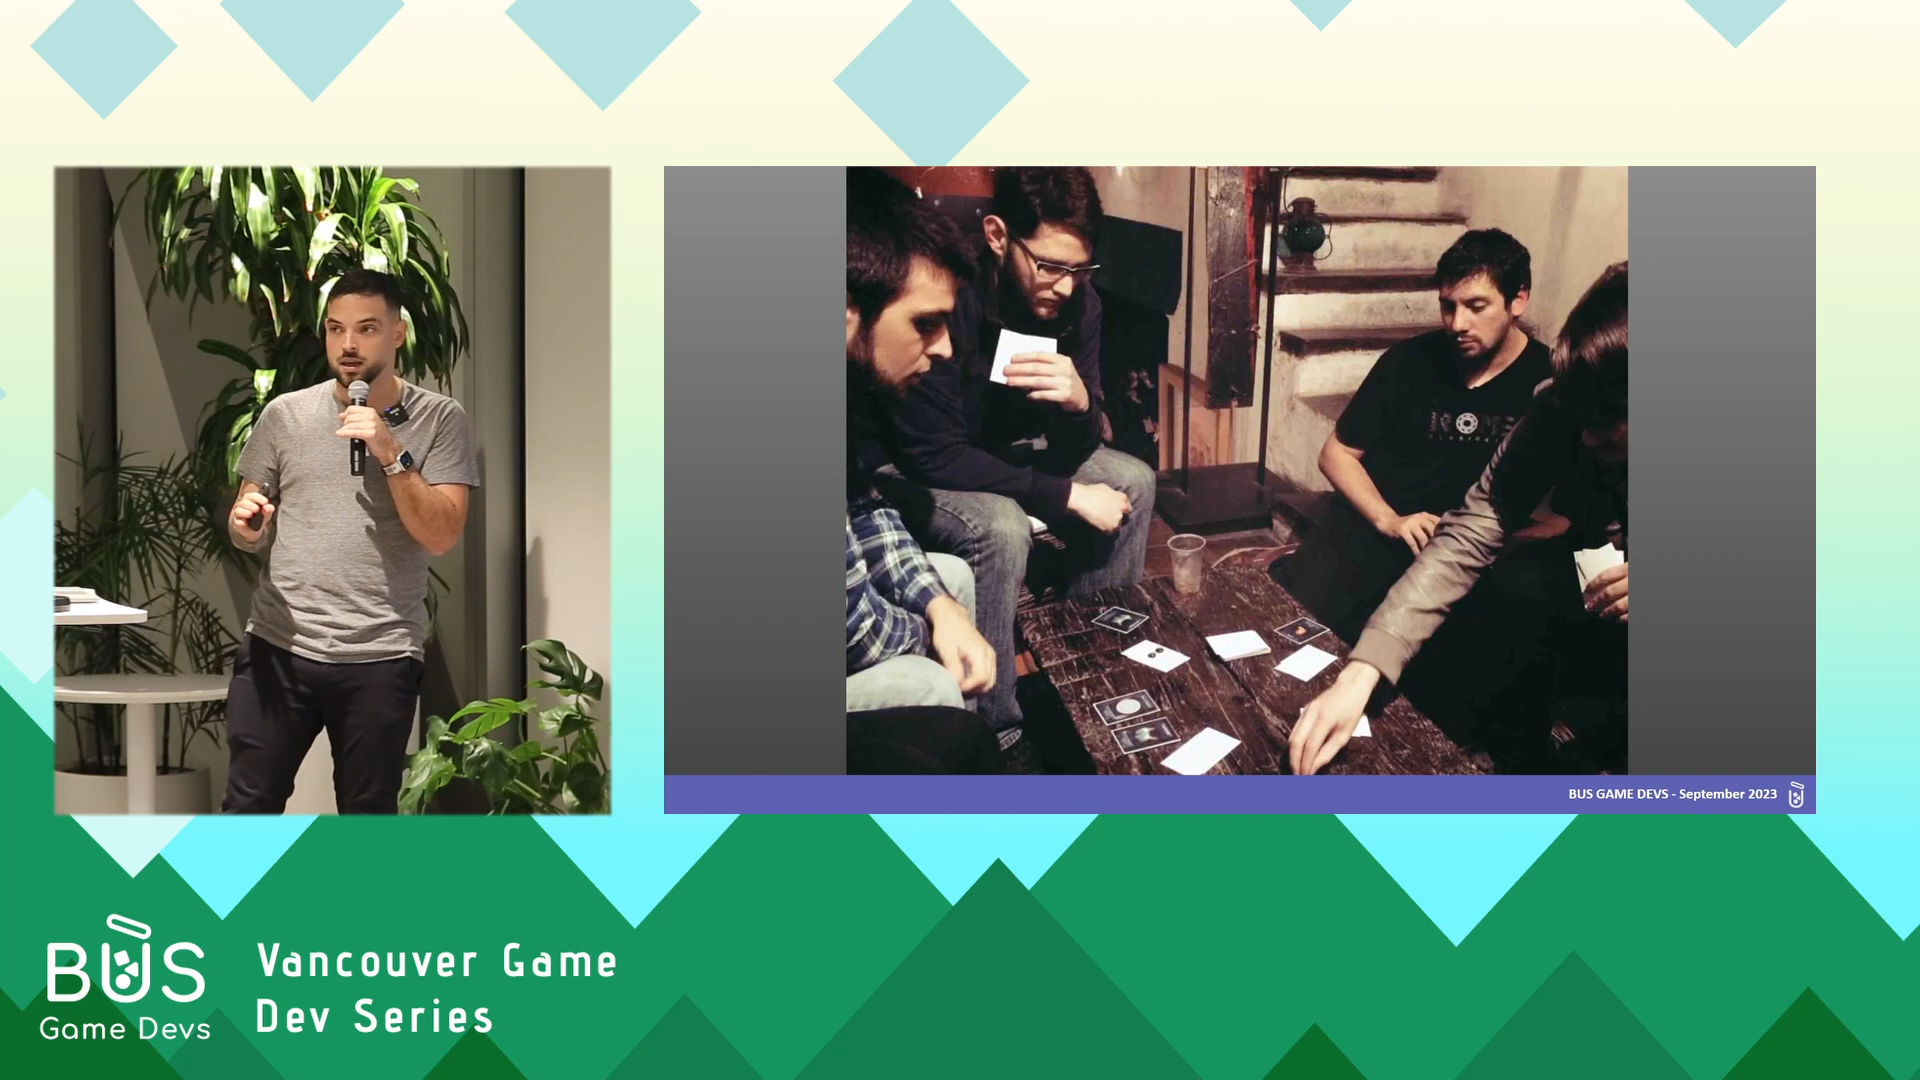 BUS GAME DEVS - September 2023
BUS
Game Devs
Vancouver Game
Dev Series